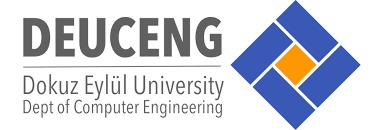 DEUCENG
Dokuz Eylül University
Dept of Computer Engineering